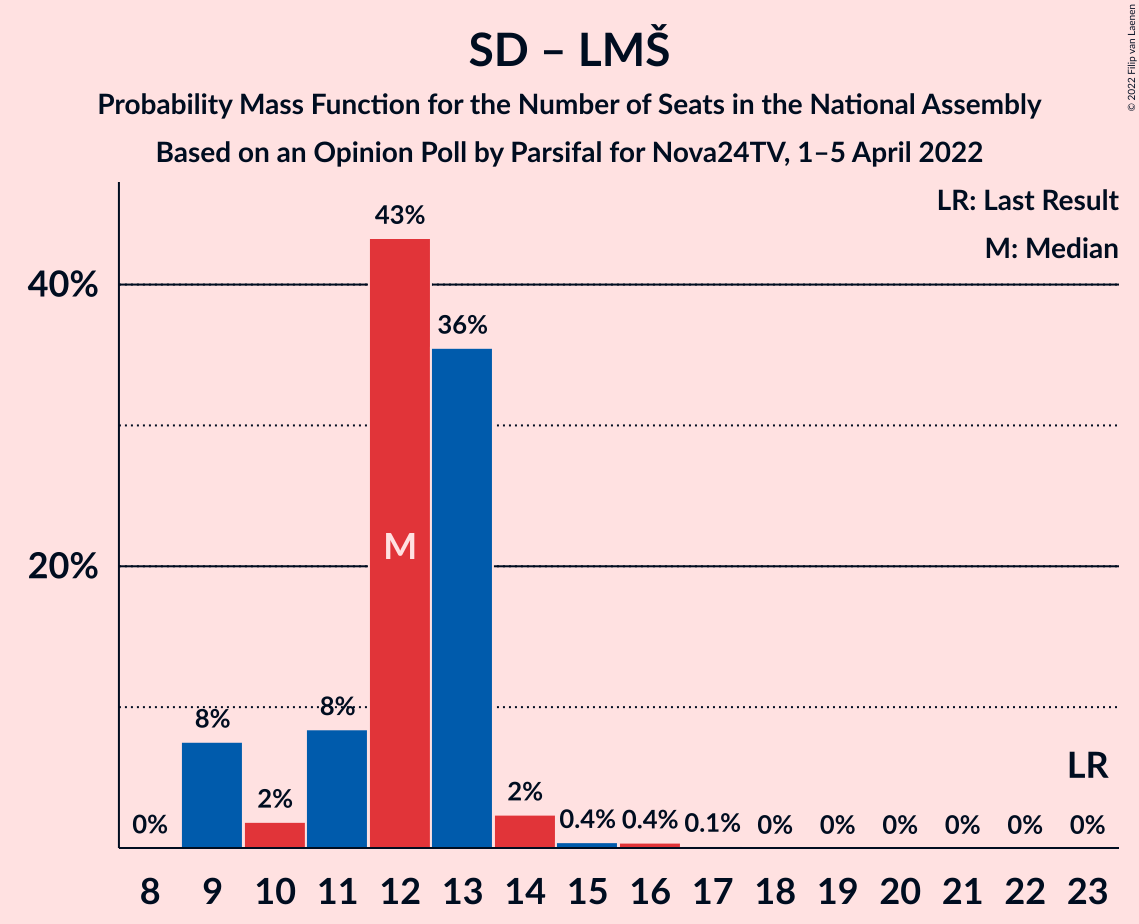 SD – LMŠ
Probability Mass Function for the Number of Seats in the National Assembly
Based on an Opinion Poll by Parsifal for Nova24TV, 1–5 April 2022
© 2022 Filip van Laenen
LR: Last Result
M: Median
40%
20%
0%
8%
2%
8%
43%
36%
2%
0.4%
0.4%
0.1%
0%
0%
0%
0%
0%
0%
M
LR
8 9 10 11 12 13 14 15 16 17 18 19 20 21 22 23